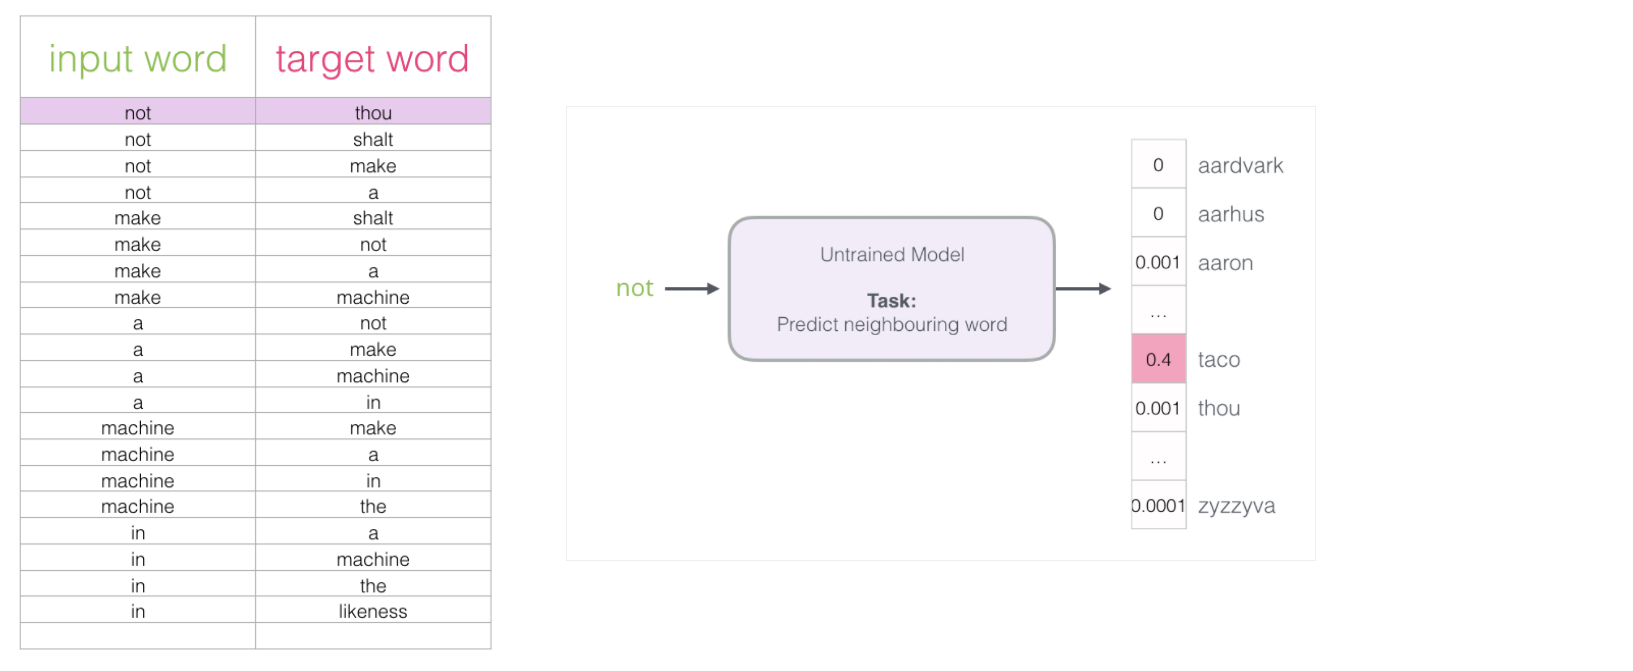 input word target word
not thou
not shalt
not make
not a
make shalt
make not
make a
make machine
a not
a make
a machine
a in
machine make
machine a
machine in
machine the
in a
in machine
in the
in likeness
not
Untrained Model
Task:
Predict neighbouring word
0 aardvark
0 aarhus
0.001 aaron
...
0.4 taco
0.001 thou
...
0.0001 zyzzyva